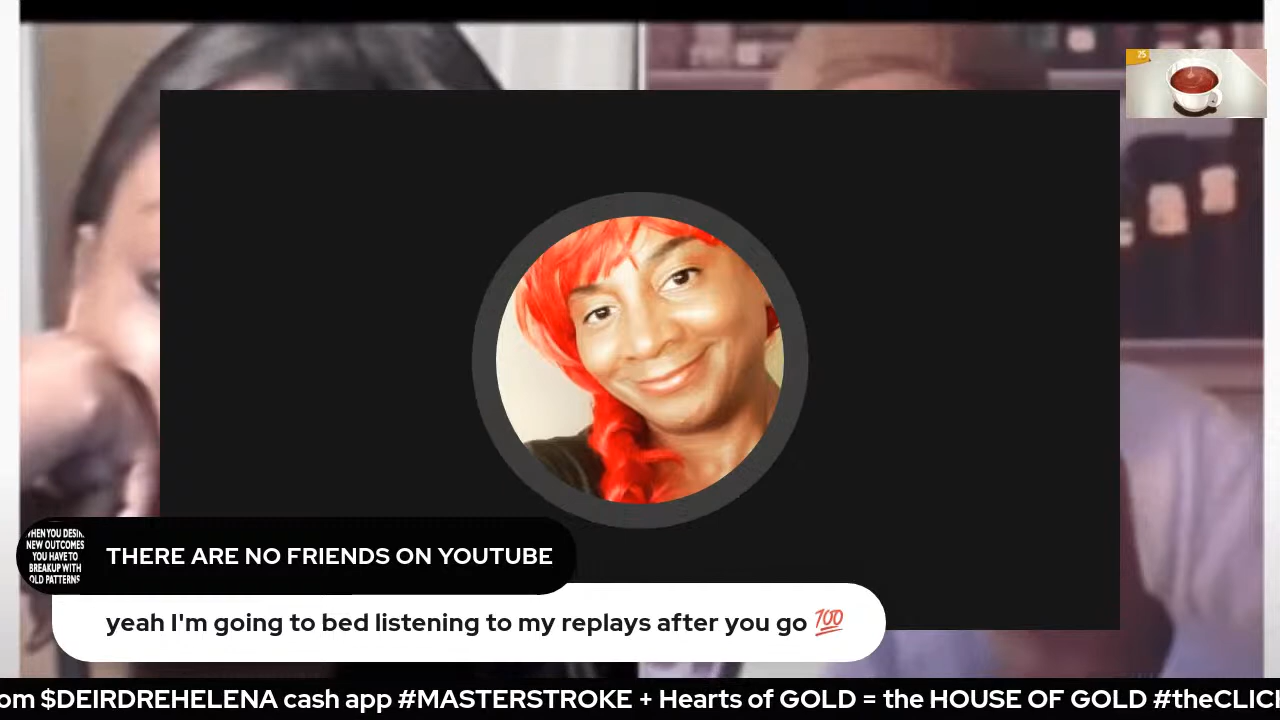 25
WHEN YOU DESIRE
NEW OUTCOMES
YOU HAVE TO
BREAKUP WITH
OLD PATTERNS
THERE ARE NO FRIENDS ON YOUTUBE
yeah I'm going to bed listening to my replays after you go 💯
om $DEIRDREHELENA cash app #MASTERSTROKE + Hearts of GOLD = the HOUSE OF GOLD #theCLIC